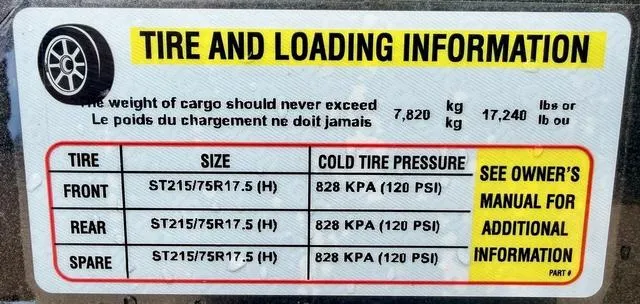 TIRE AND LOADING INFORMATION
The weight of cargo should never exceed 7,820 kg 17,240 lbs or
Le poids du chargement ne doit jamais kg lb ou
TIRE SIZE COLD TIRE PRESSURE
FRONT ST215/75R17.5 (H) 828 KPA (120 PSI)
REAR ST215/75R17.5 (H) 828 KPA (120 PSI)
SPARE ST215/75R17.5 (H) 828 KPA (120 PSI)
SEE OWNER'S
MANUAL FOR
ADDITIONAL
INFORMATION
PART #